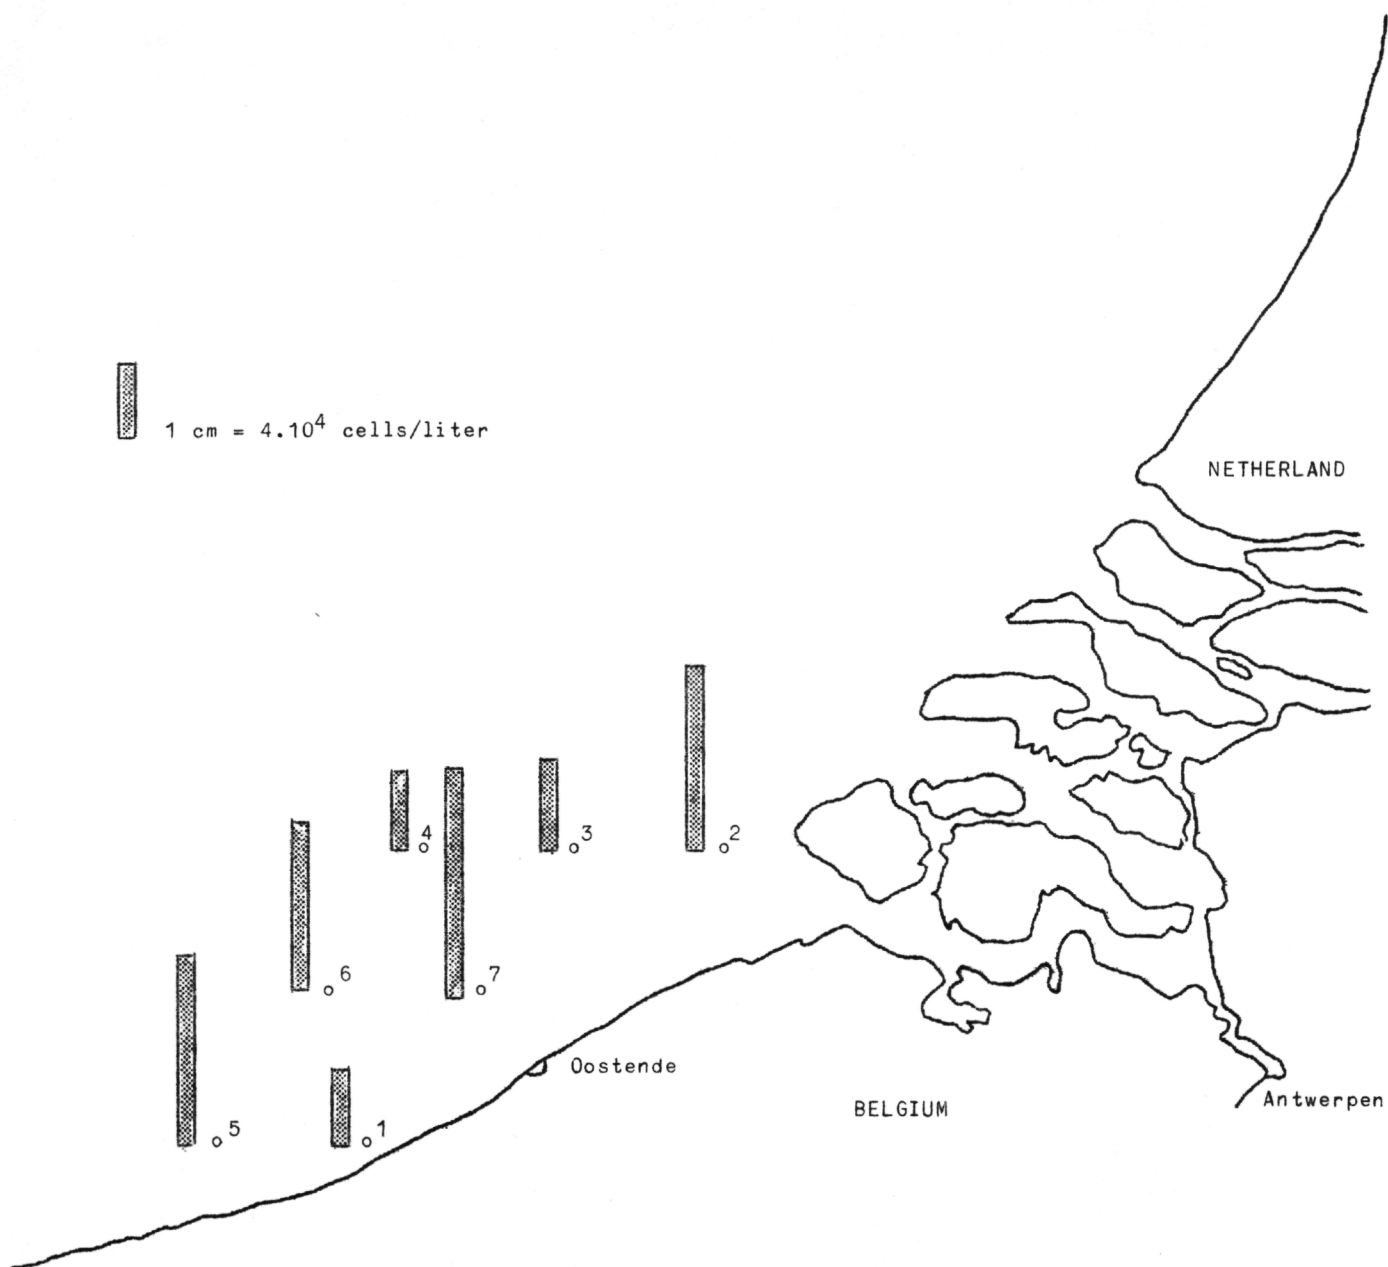 1 cm = 4.10⁴ cells/liter
NETHERLAND
4
3
2
6
7
Oostende
BELGIUM
Antwerpen
5
1